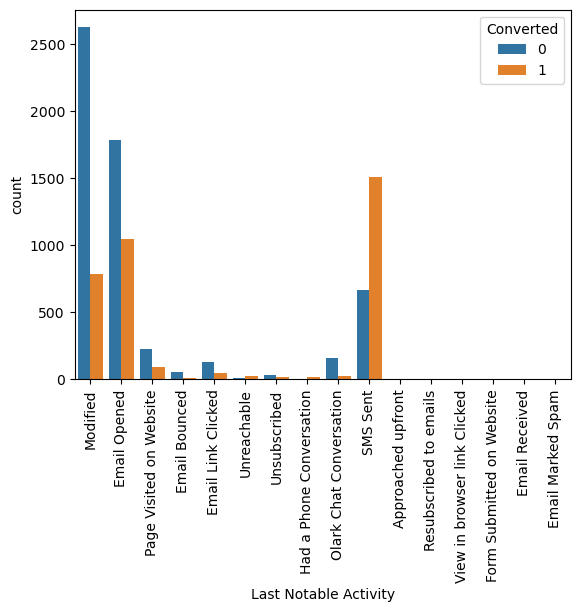 Converted
0
1
2500
2000
1500
1000
500
0
count
Modified
Email Opened
Page Visited on Website
Email Bounced
Email Link Clicked
Unreachable
Unsubscribed
Had a Phone Conversation
Olark Chat Conversation
SMS Sent
Approached upfront
Resubscribed to emails
View in browser link Clicked
Form Submitted on Website
Email Received
Email Marked Spam
Last Notable Activity